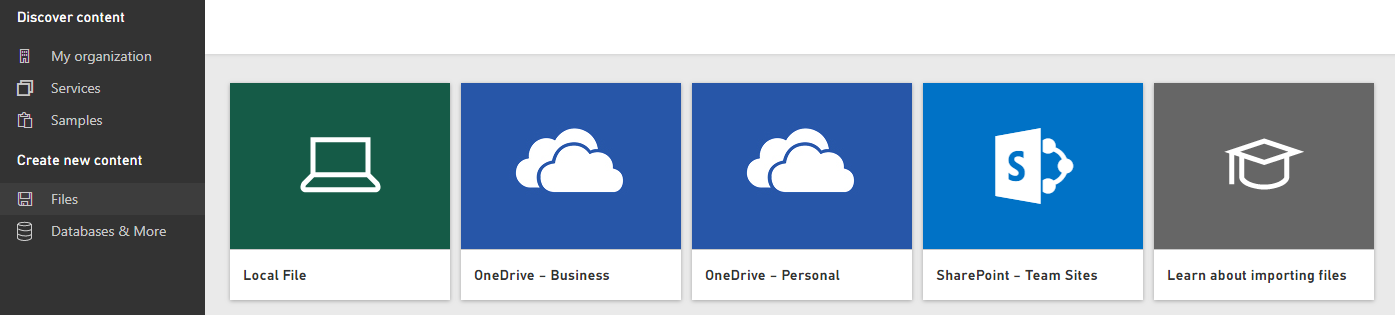 Discover content
My organization
Services
Samples
Create new content
Files
Databases & More
S
Local File
OneDrive – Business
OneDrive – Personal
SharePoint – Team Sites
Learn about importing files